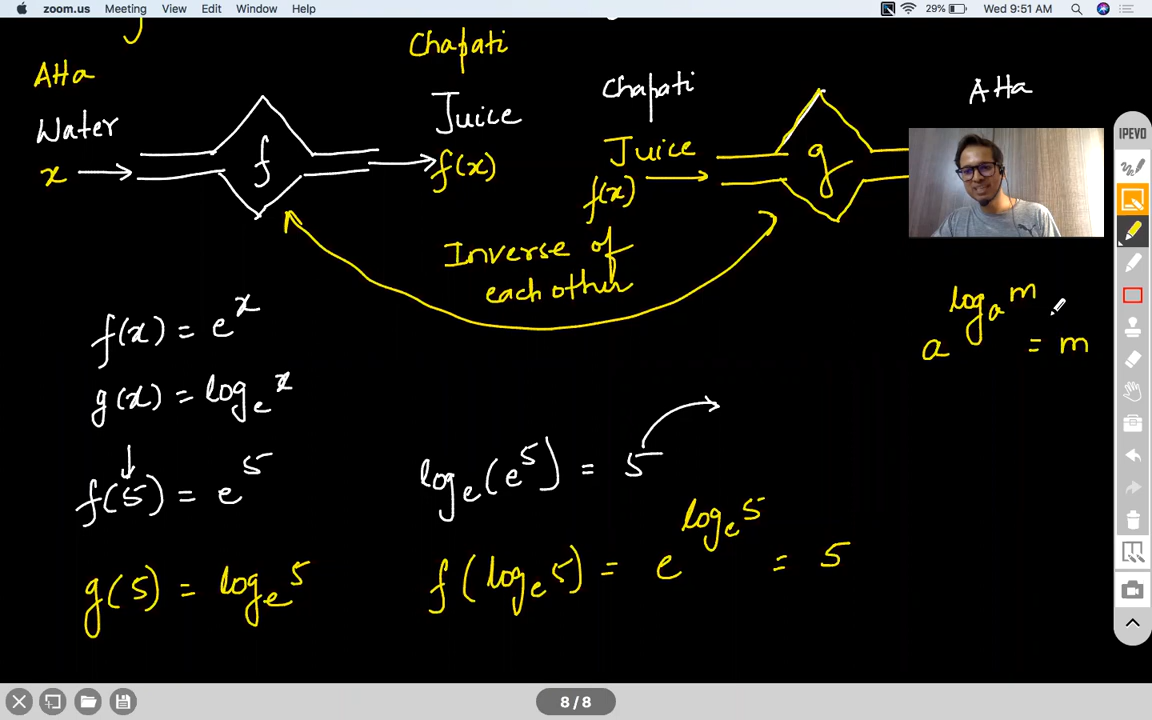 zoom.us Meeting View Edit Window Help 29% Wed 9:51 AM
Chapati
Atta
Chapati
Atta
Water
Juice
Juice
x
f
f(x)
f(x)
g
IPEVO
Inverse of
each other
f(x) = e^x
a^(log_a m) = m
g(x) = log_e x
f(5) = e^5
log_e(e^5) = 5
g(5) = log_e 5
f(log_e 5) = e^(log_e 5) = 5
8/8